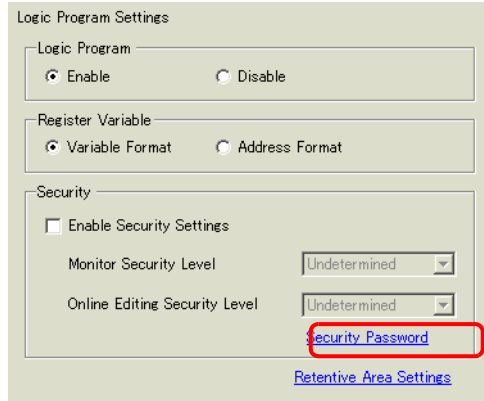 Logic Program Settings
Logic Program
Enable Disable
Register Variable
Variable Format Address Format
Security
Enable Security Settings
Monitor Security Level Undetermined
Online Editing Security Level Undetermined
Security Password
Retentive Area Settings